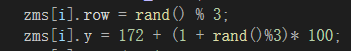 zms[i].row = rand() % 3;
zms[i].y = 172 + (1 + rand()%3)* 100;